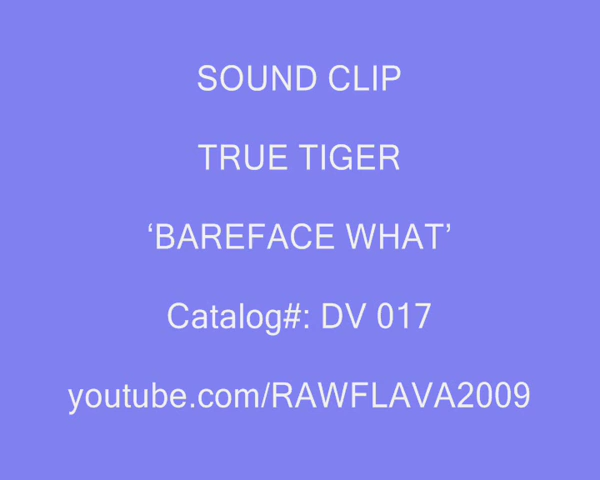 SOUND CLIP
TRUE TIGER
‘BAREFACE WHAT’
Catalog#: DV 017
youtube.com/RAWFLAVA2009